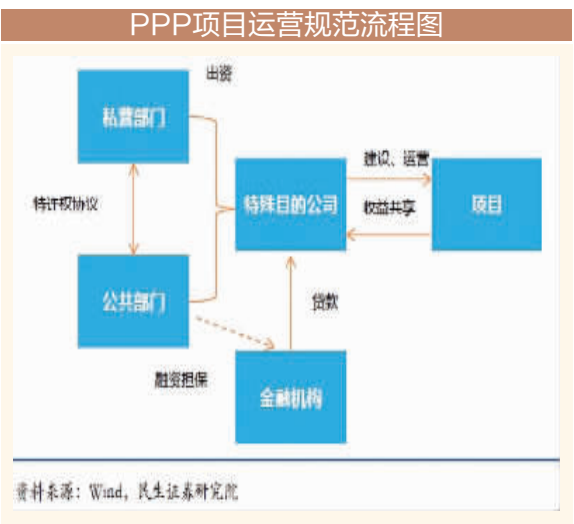 PPP项目运营规范流程图
出资
私营部门
建设、运营
特许权协议
特殊目的公司
收益共享
项目
公共部门
贷款
融资担保
金融机构
资料来源：Wind，民生证券研究院